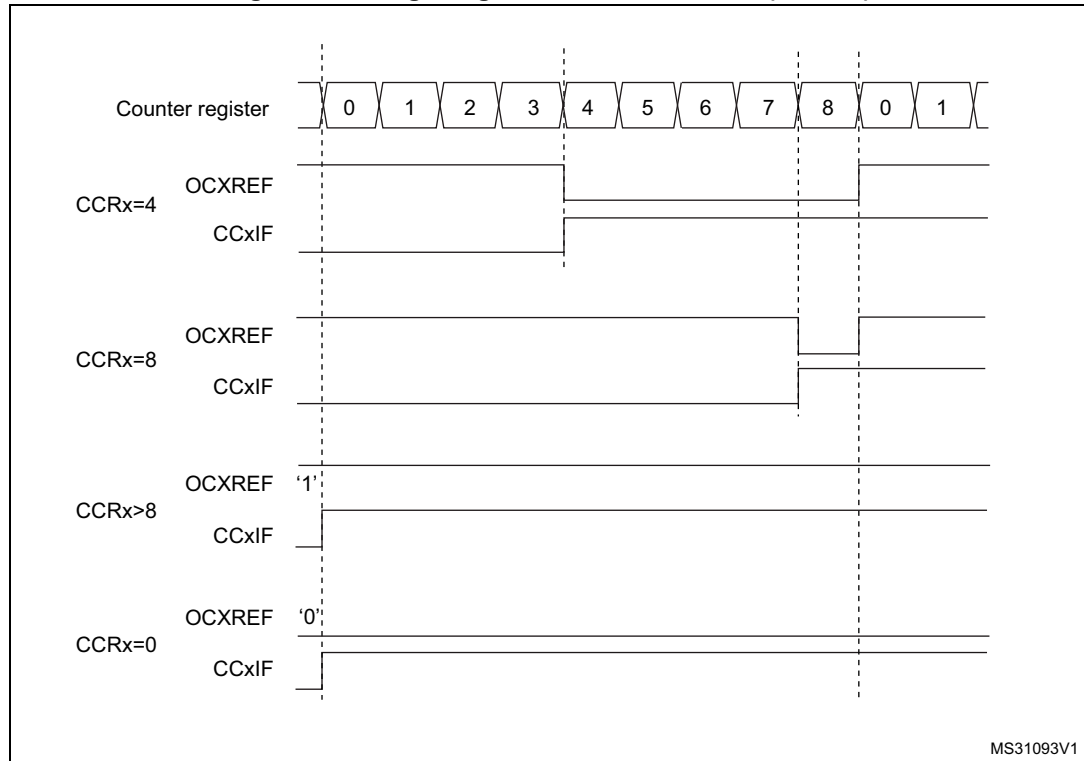 Counter register 0 1 2 3 4 5 6 7 8 0 1
OCXREF
CCRx=4
CCxIF
OCXREF
CCRx=8
CCxIF
OCXREF ‘1’
CCRx>8
CCxIF
OCXREF ‘0’
CCRx=0
CCxIF
MS31093V1